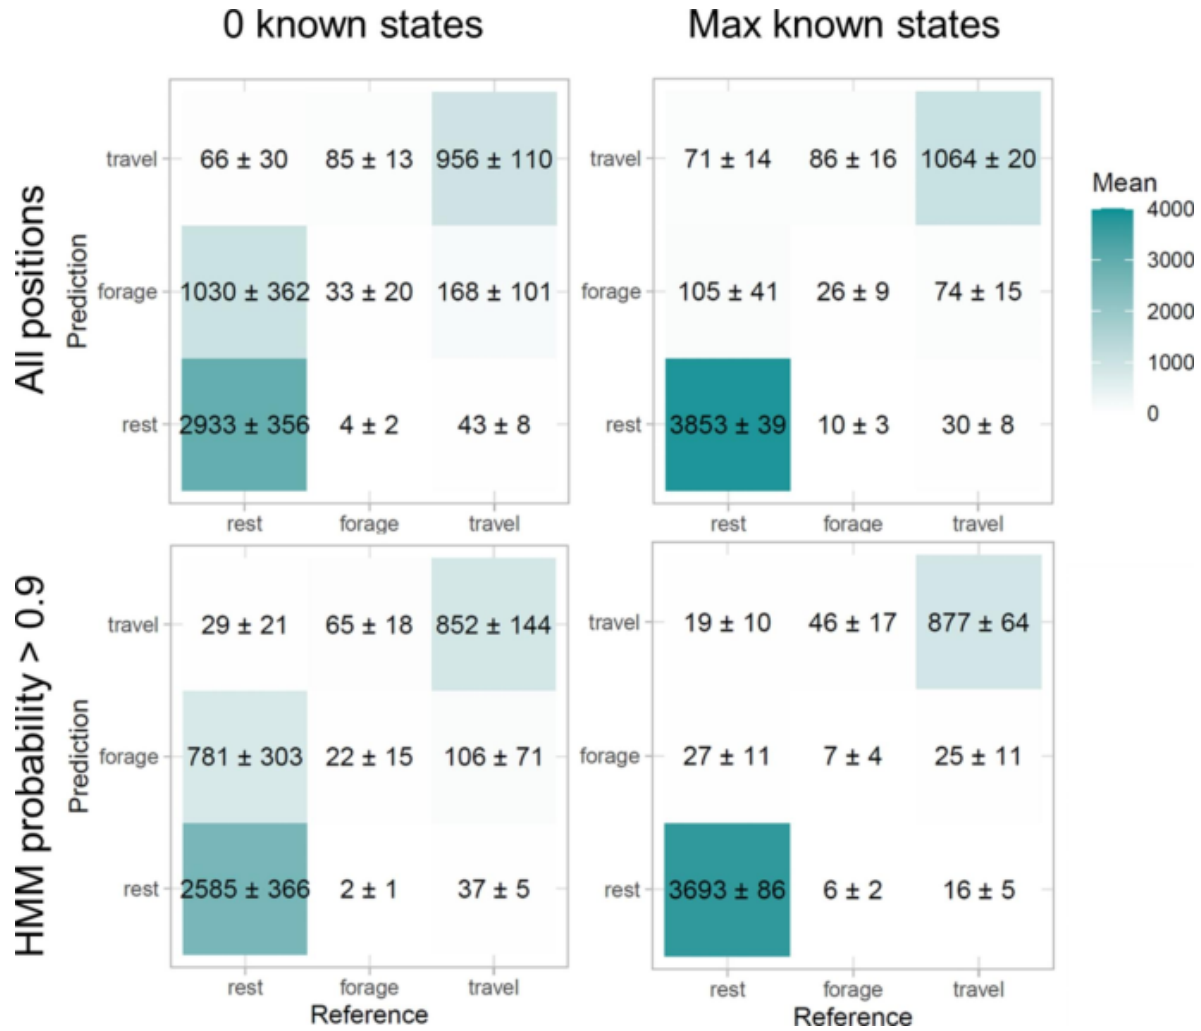 0 known states
Max known states
All positions
Prediction
travel
66 ± 30
85 ± 13
956 ± 110
forage
1030 ± 362
33 ± 20
168 ± 101
rest
2933 ± 356
4 ± 2
43 ± 8
rest
forage
travel
travel
71 ± 14
86 ± 16
1064 ± 20
forage
105 ± 41
26 ± 9
74 ± 15
rest
3853 ± 39
10 ± 3
30 ± 8
rest
forage
travel
Mean
4000
3000
2000
1000
0
HMM probability > 0.9
Prediction
travel
29 ± 21
65 ± 18
852 ± 144
forage
781 ± 303
22 ± 15
106 ± 71
rest
2585 ± 366
2 ± 1
37 ± 5
rest
forage
travel
Reference
travel
19 ± 10
46 ± 17
877 ± 64
forage
27 ± 11
7 ± 4
25 ± 11
rest
3693 ± 86
6 ± 2
16 ± 5
rest
forage
travel
Reference